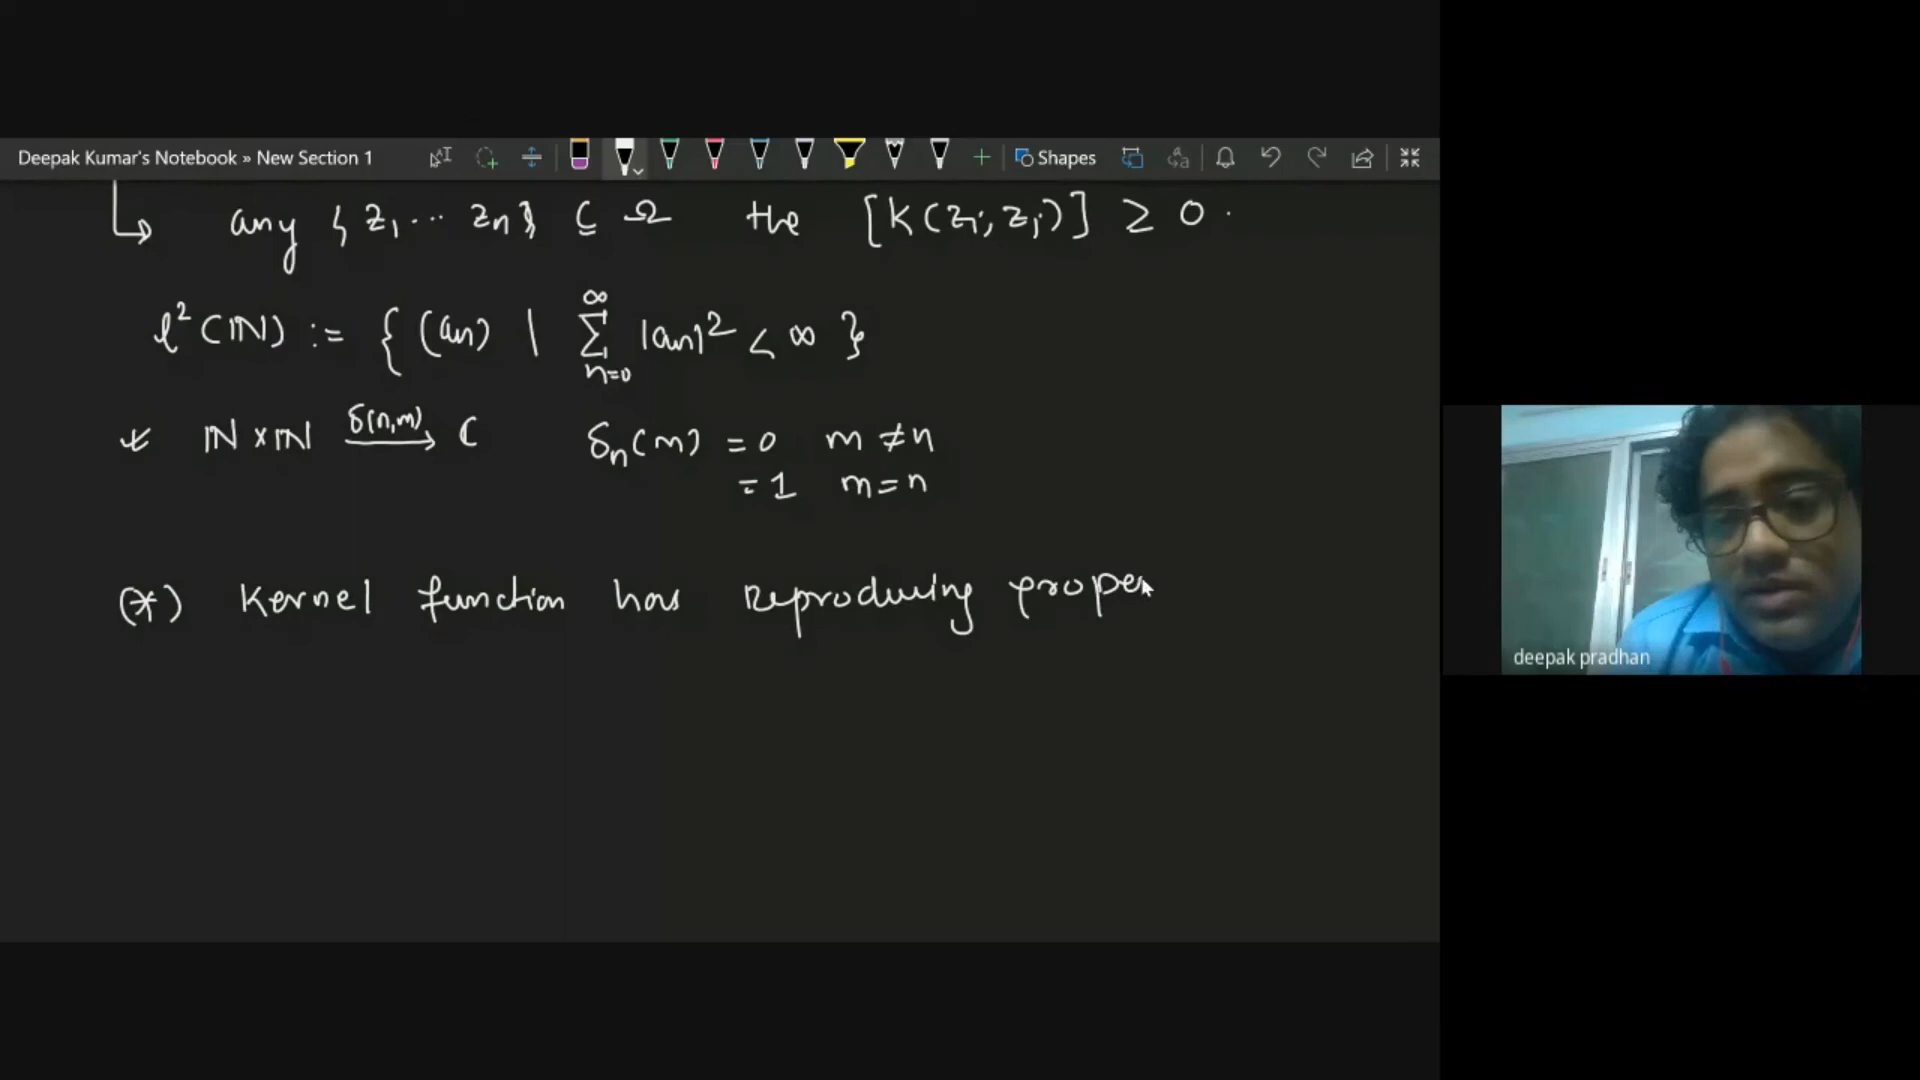 Deepak Kumar's Notebook » New Section 1
Shapes
↳ any {z₁ ... zₙ} ⊆ Ω the [K(zᵢ, zⱼ)] ≥ 0.
ℓ²(ℕ) := { (aₙ) | ∑_{n=0}^{∞} |aₙ|² < ∞ }
* ℕ × ℕ —δ(n,m)→ ℂ δₙ(m) = 0 m ≠ n
= 1 m = n
(*) Kernel function has reproducing proper
deepak pradhan